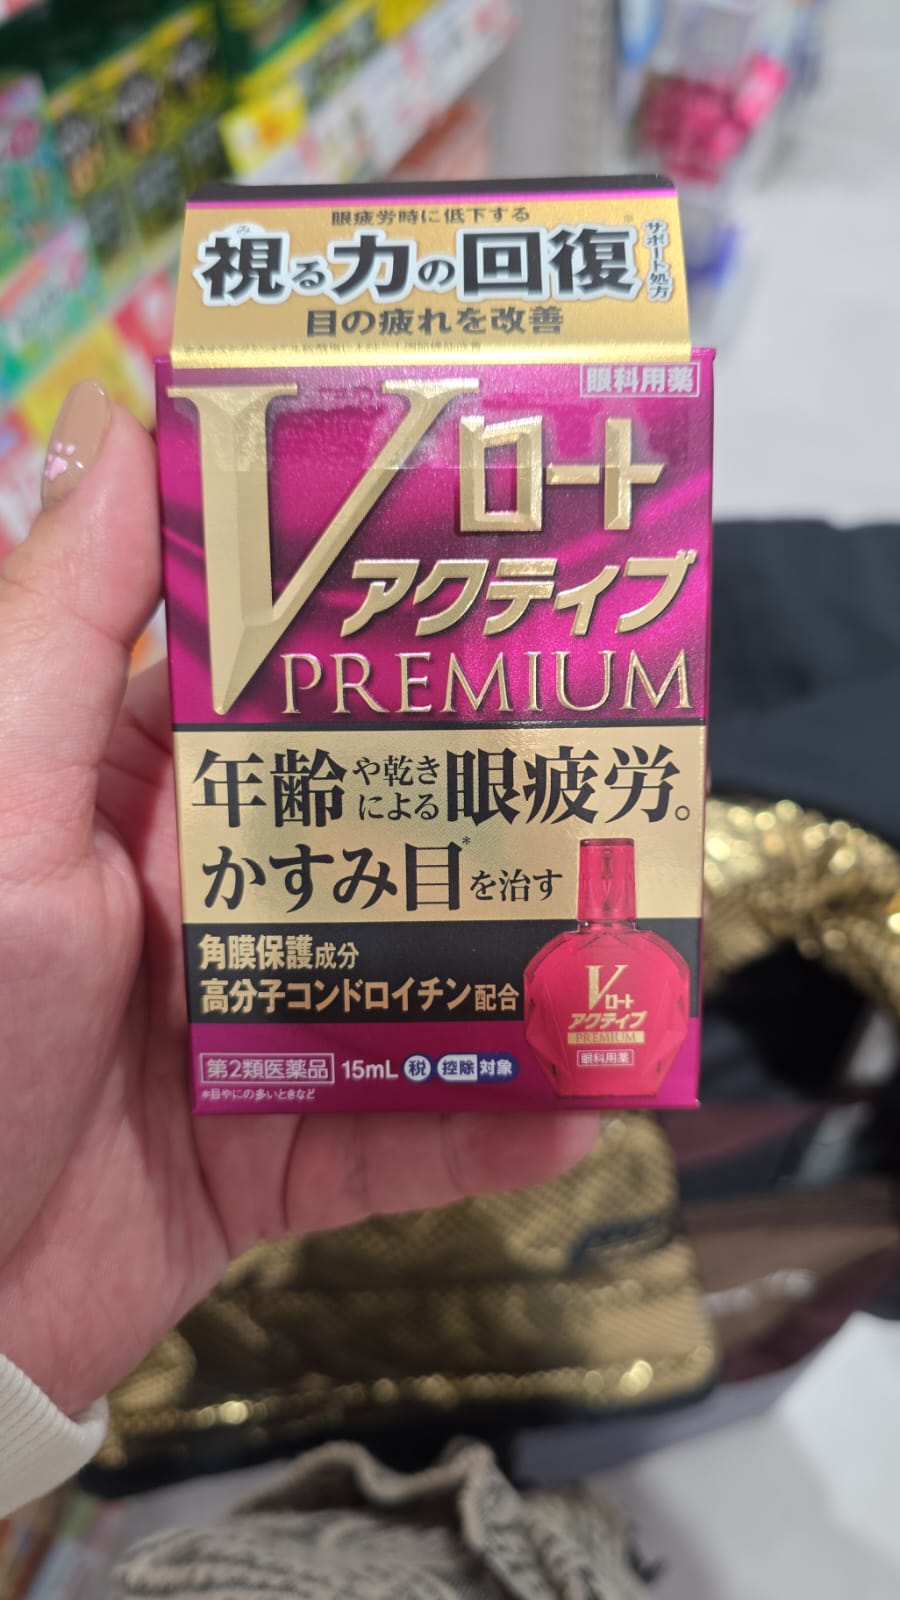 眼疲労時に低下する
視る力の回復
み
※
サポート処方
目の疲れを改善
眼科用薬
Vロート
アクティブ
PREMIUM
年齢や乾きによる眼疲労。
かすみ目*を治す
角膜保護成分
高分子コンドロイチン配合
第2類医薬品 15mL 税 控除 対象
*目やにの多いときなど
Vロート
アクティブ
PREMIUM
眼科用薬